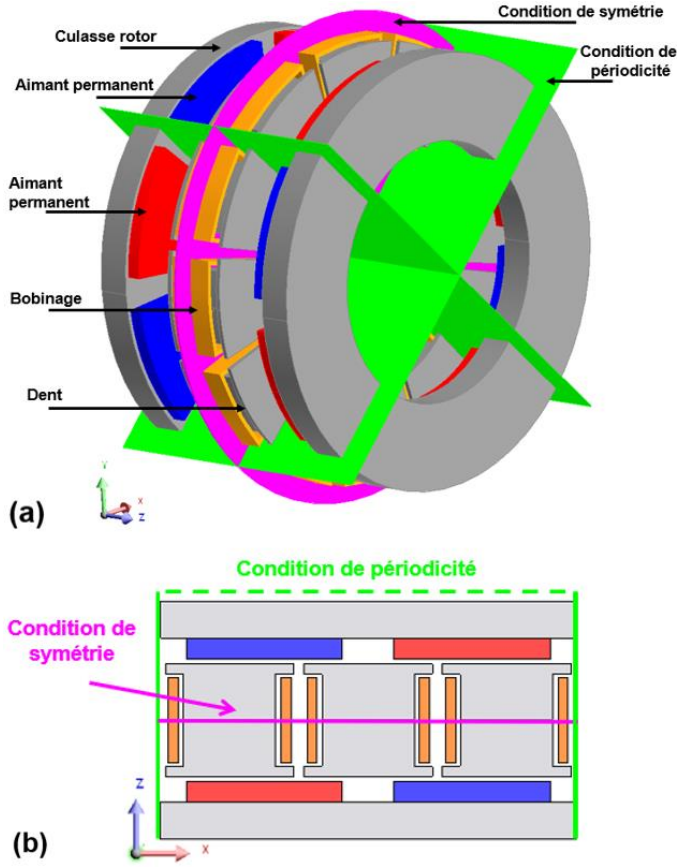 Condition de symétrie
Culasse rotor
Condition de
périodicité
Aimant permanent
Aimant
permanent
Bobinage
Dent
Y
X
Z
(a)
Condition de périodicité
Condition de
symétrie
Z
X
(b)